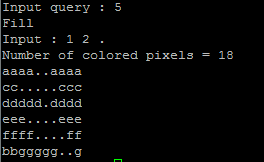 Input query : 5
Fill
Input : 1 2 .
Number of colored pixels = 18
aaaa..aaaa
cc.....ccc
ddddd.dddd
eee....eee
ffff....ff
bbggggg..g